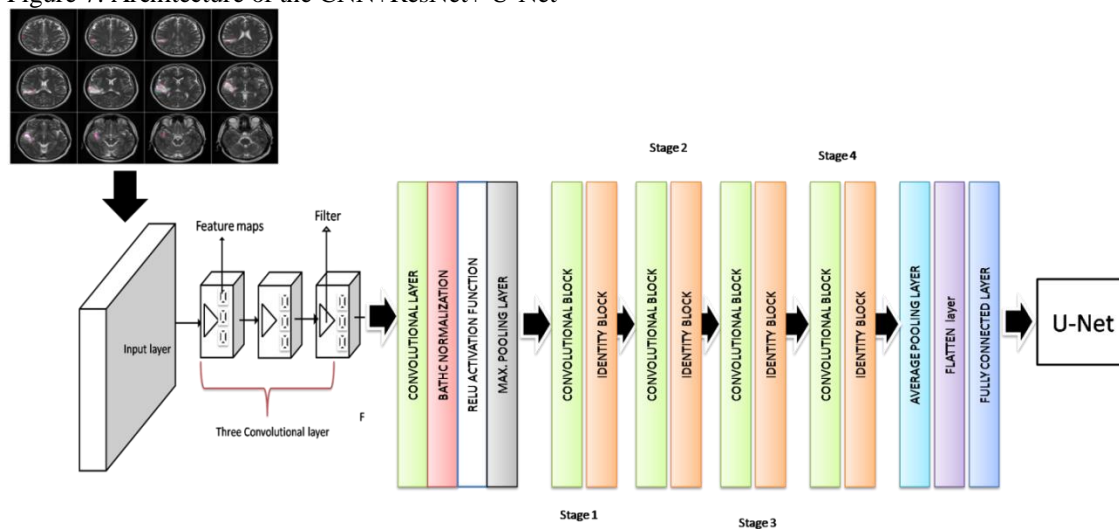 Figure 7. Architecture of the CNN+ResNet+ U-Net
Stage 2
Stage 4
Feature maps
Filter
Input layer
Three Convolutional layer
F
CONVOLUTIONAL LAYER
BATHC NORMALIZATION
RELU ACTIVATION FUNCTION
MAX. POOLING LAYER
CONVOLUTIONAL BLOCK
IDENTITY BLOCK
CONVOLUTIONAL BLOCK
IDENTITY BLOCK
CONVOLUTIONAL BLOCK
IDENTITY BLOCK
CONVOLUTIONAL BLOCK
IDENTITY BLOCK
AVERAGE POOLING LAYER
FLATTEN layer
FULLY CONNECTED LAYER
U-Net
Stage 1
Stage 3